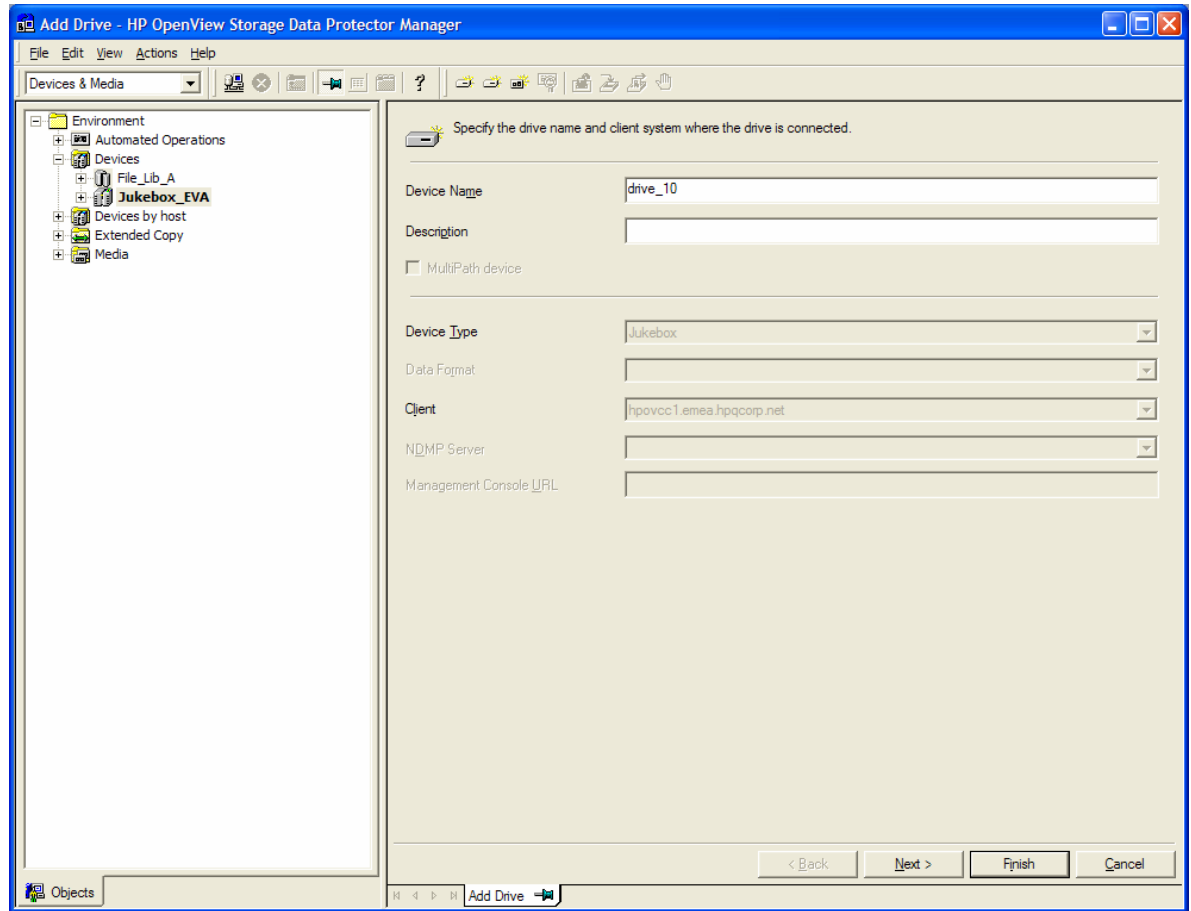 Add Drive - HP OpenView Storage Data Protector Manager
File Edit View Actions Help
Devices & Media
Environment
Automated Operations
Devices
File_Lib_A
Jukebox_EVA
Devices by host
Extended Copy
Media
Objects
Specify the drive name and client system where the drive is connected.
Device Name drive_10
Description
MultiPath device
Device Type Jukebox
Data Format
Client hpovcc1.emea.hpqcorp.net
NDMP Server
Management Console URL
< Back Next > Finish Cancel
Add Drive